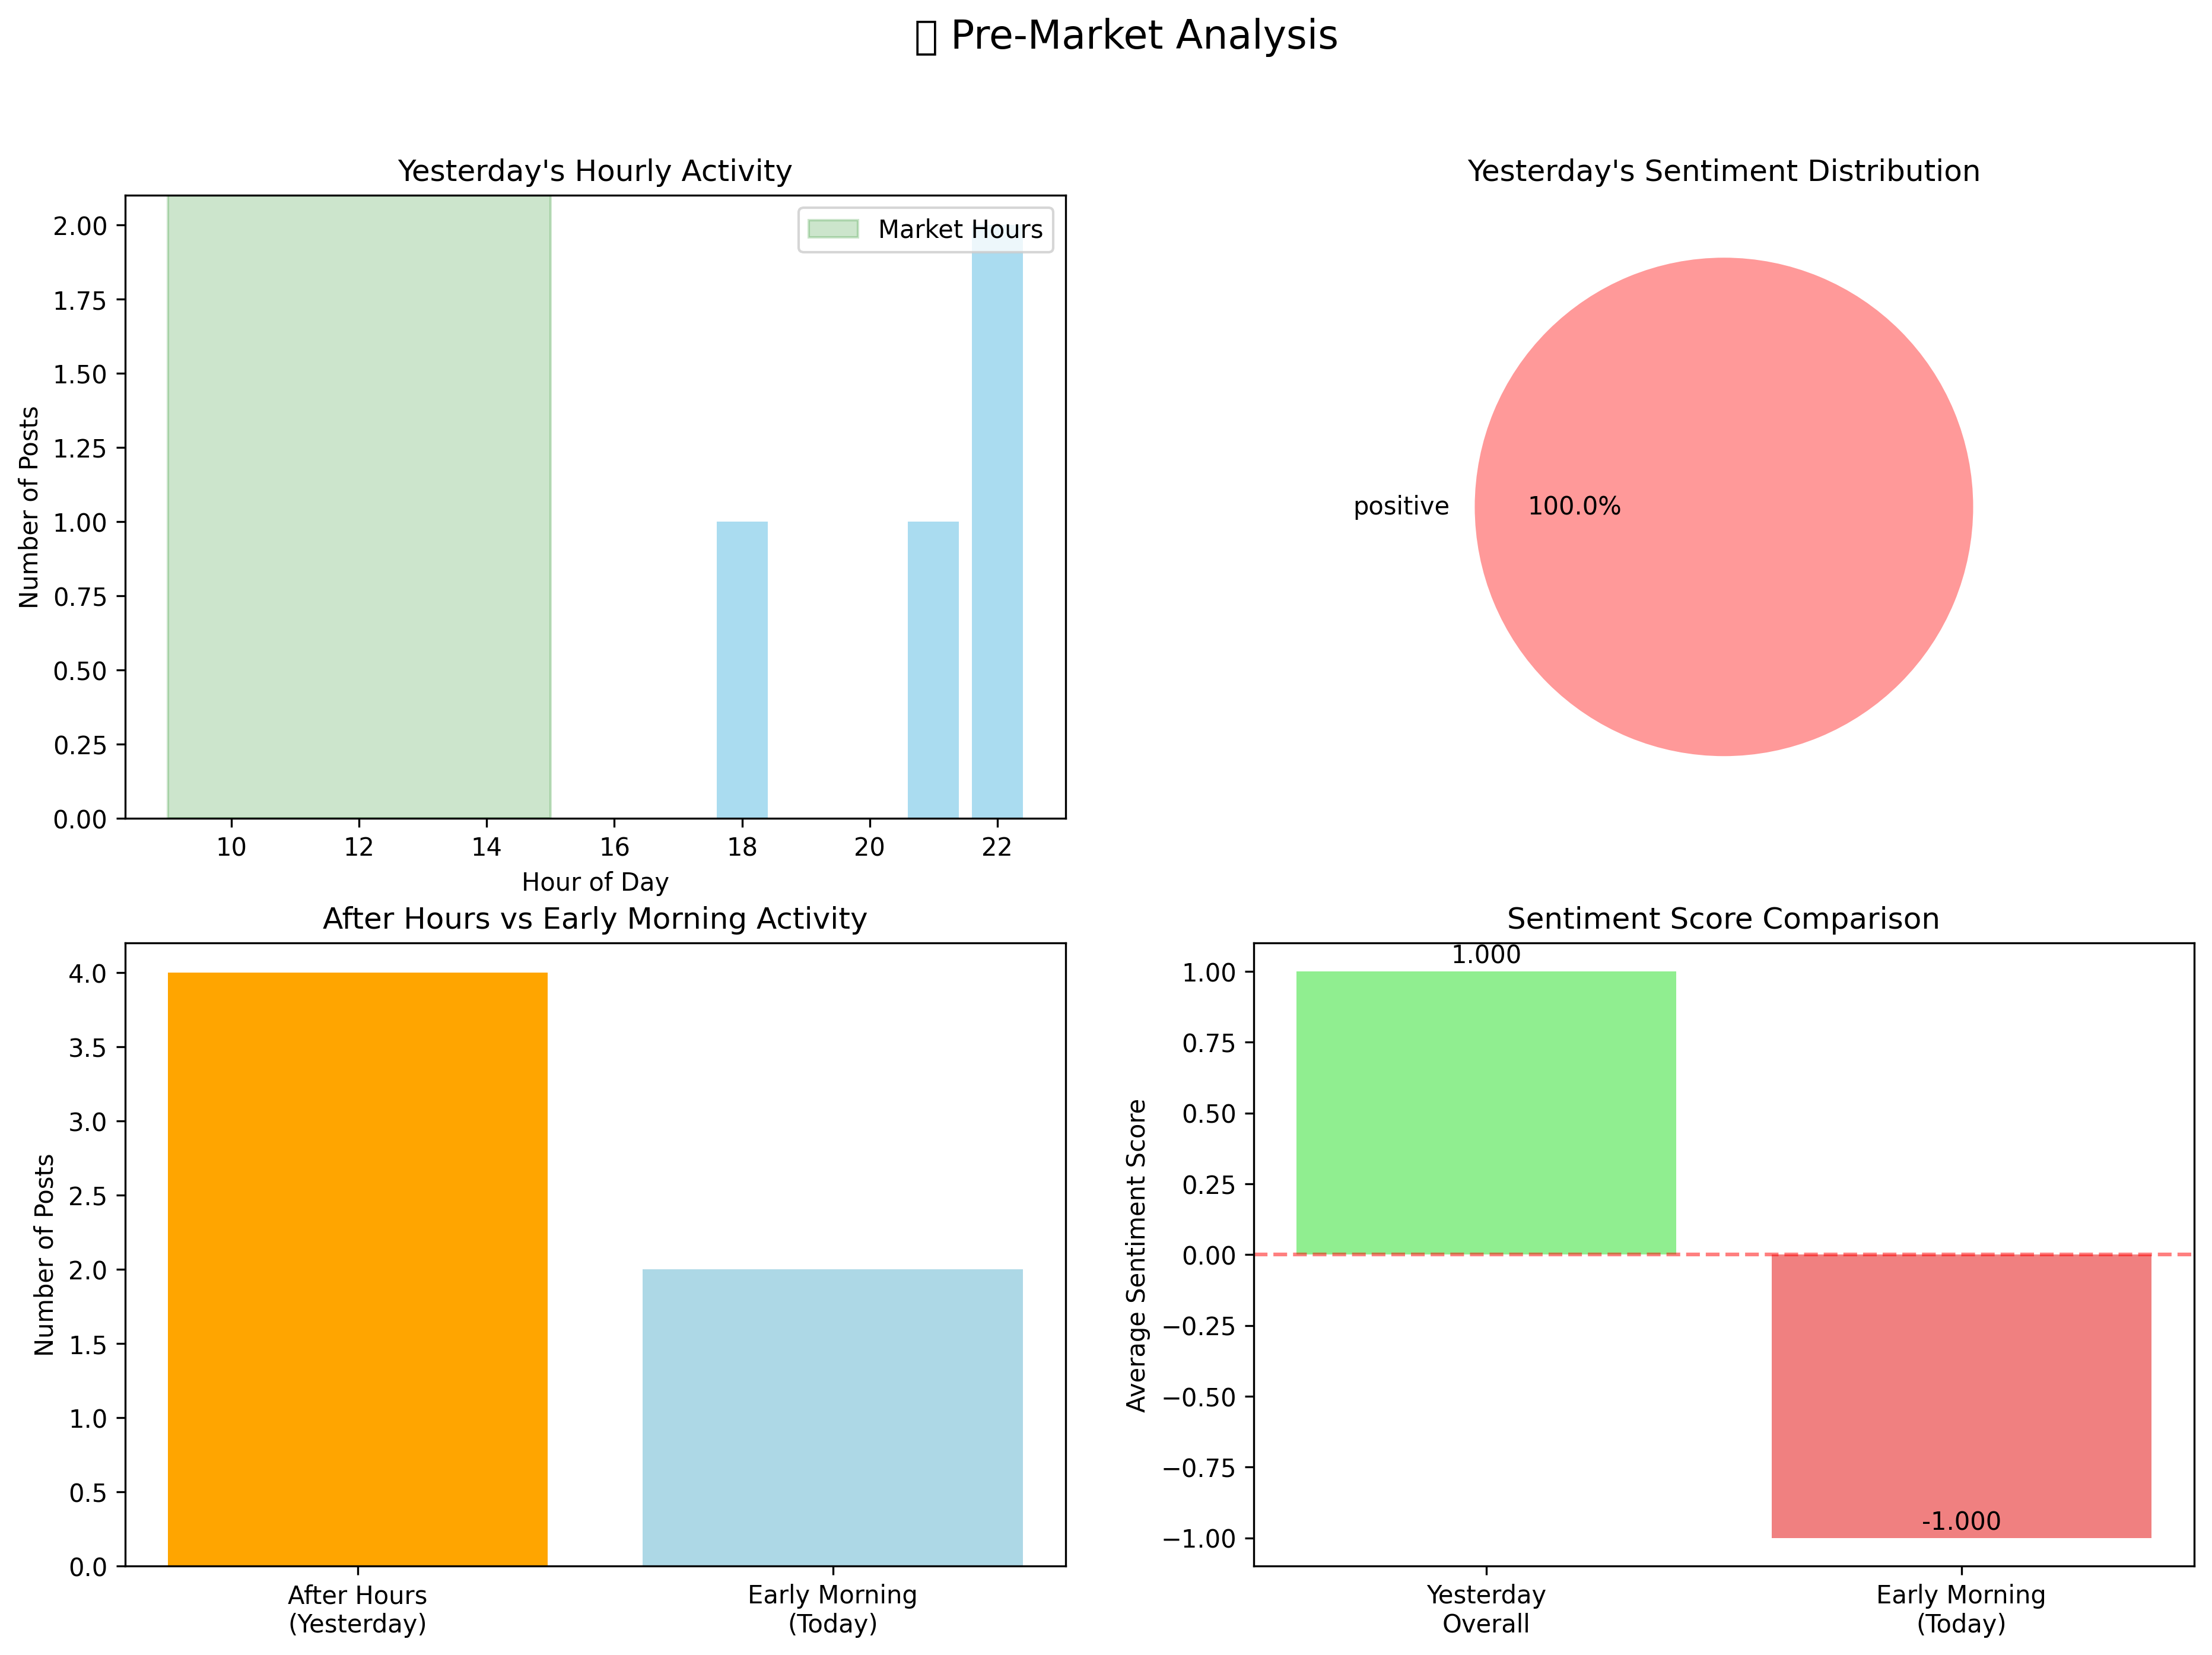 Pre-Market Analysis
Yesterday's Hourly Activity
Number of Posts
2.00
1.75
1.50
1.25
1.00
0.75
0.50
0.25
0.00
Market Hours
10 12 14 16 18 20 22
Hour of Day
Yesterday's Sentiment Distribution
positive
100.0%
After Hours vs Early Morning Activity
Number of Posts
4.0
3.5
3.0
2.5
2.0
1.5
1.0
0.5
0.0
After Hours
(Yesterday)
Early Morning
(Today)
Sentiment Score Comparison
Average Sentiment Score
1.00
0.75
0.50
0.25
0.00
−0.25
−0.50
−0.75
−1.00
1.000
-1.000
Yesterday
Overall
Early Morning
(Today)